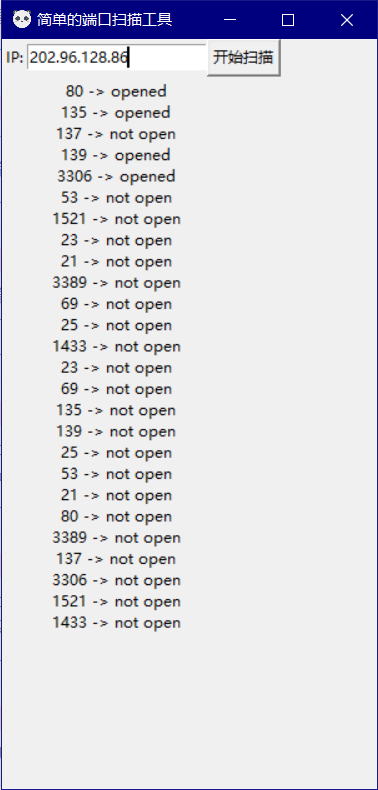 简单的端口扫描工具
IP: 202.96.128.86 开始扫描
80 -> opened
135 -> opened
137 -> not open
139 -> opened
3306 -> opened
53 -> not open
1521 -> not open
23 -> not open
21 -> not open
3389 -> not open
69 -> not open
25 -> not open
1433 -> not open
23 -> not open
69 -> not open
135 -> not open
139 -> not open
25 -> not open
53 -> not open
21 -> not open
80 -> not open
3389 -> not open
137 -> not open
3306 -> not open
1521 -> not open
1433 -> not open